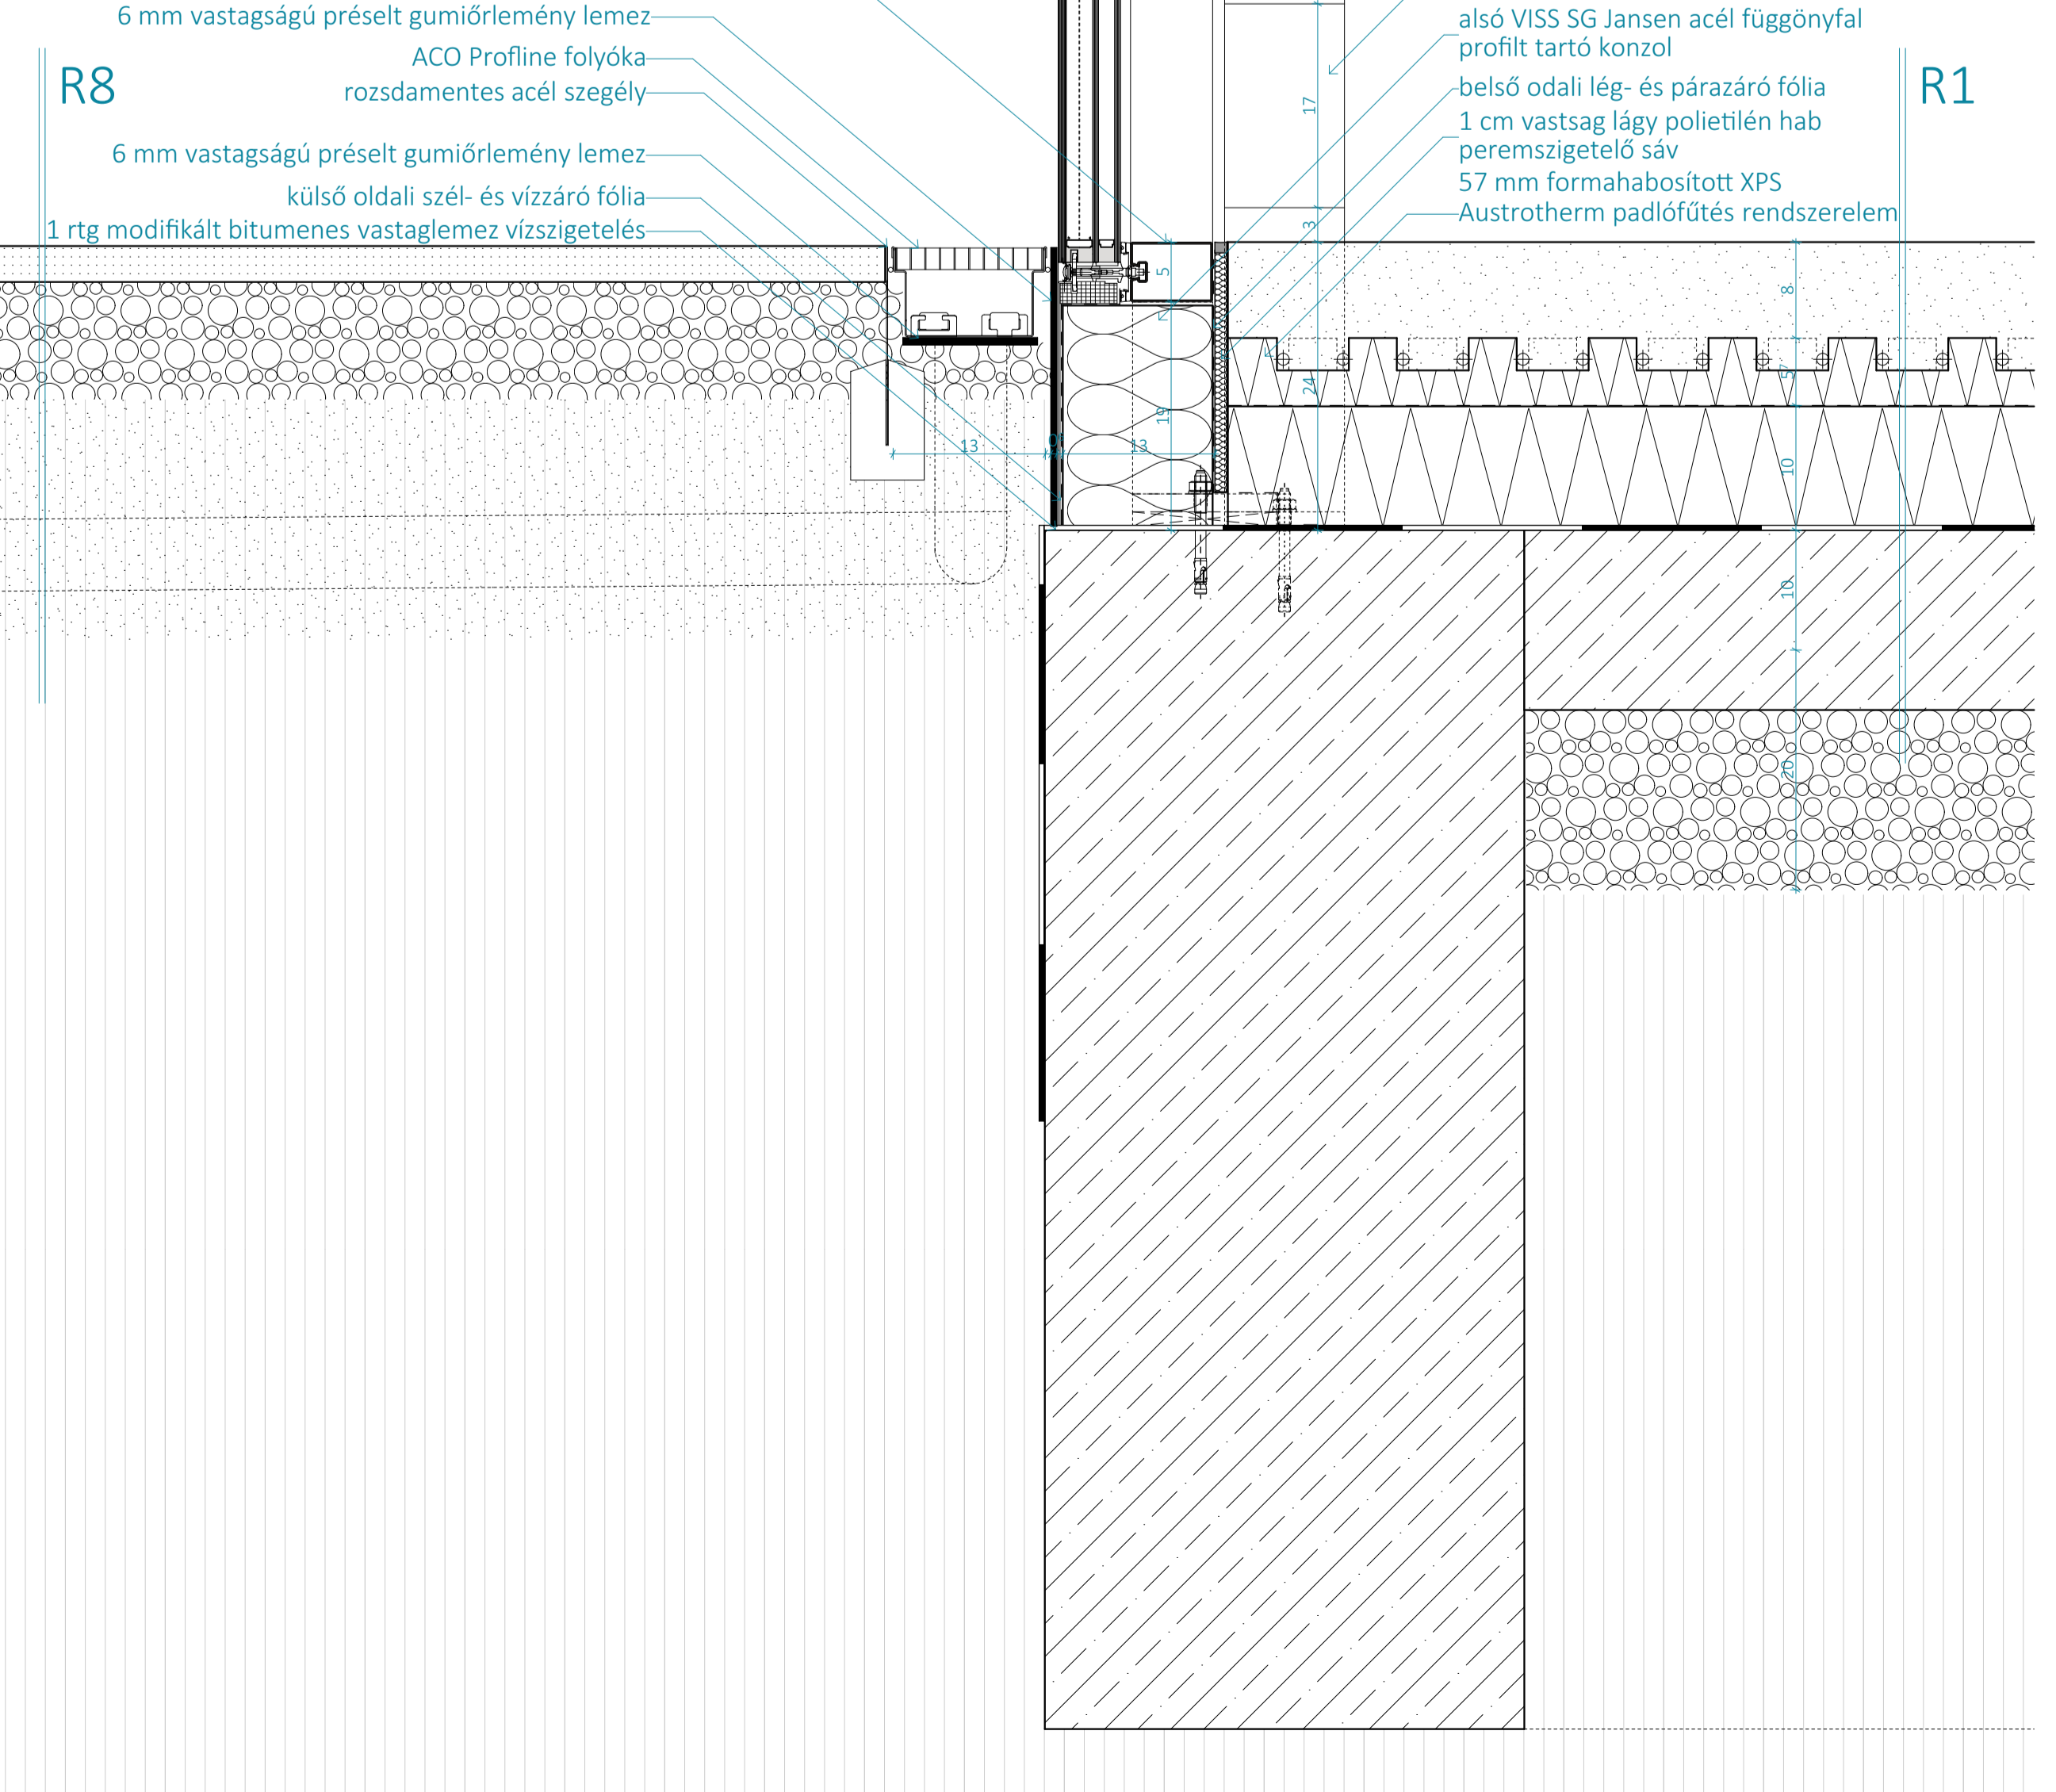 6 mm vastagságú préselt gumiőrlemény lemez
ACO Profline folyóka
rozsdamentes acél szegély
R8
6 mm vastagságú préselt gumiőrlemény lemez
külső oldali szél- és vízzáró fólia
1 rtg modifikált bitumenes vastaglemez vízszigetelés
alsó VISS SG Jansen acél függönyfal
profilt tartó konzol
belső odali lég- és párazáró fólia
1 cm vastsag lágy polietilén hab
peremszigetelő sáv
57 mm formahabosított XPS
Austrotherm padlófűtés rendszerelem
R1
17
3
5
24
19
13
13
8
57
10
10
20